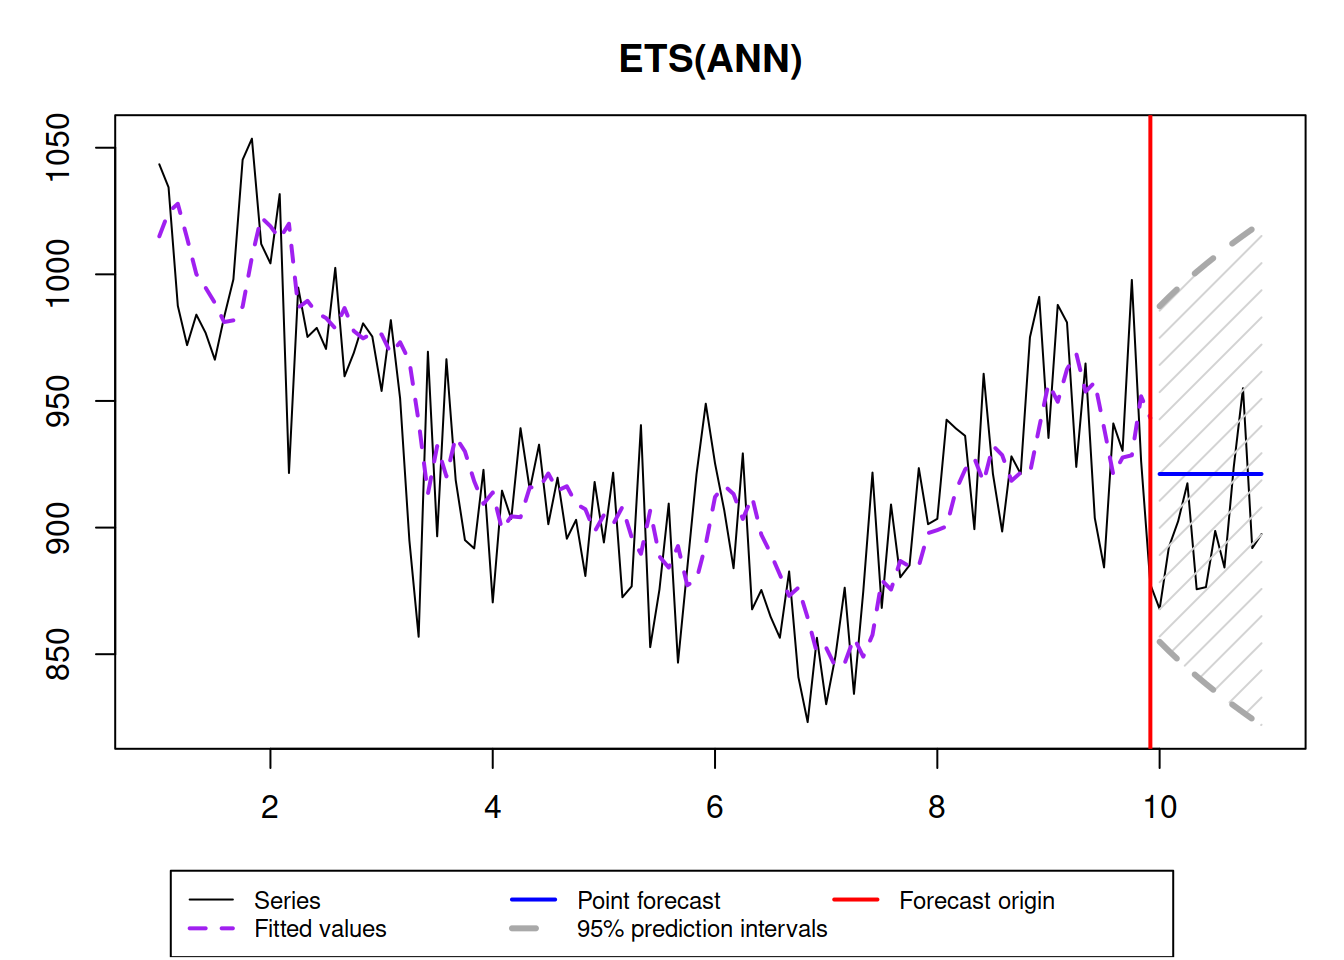 ETS(ANN)
1050
1000
950
900
850
2 4 6 8 10
Series Point forecast Forecast origin
Fitted values 95% prediction intervals